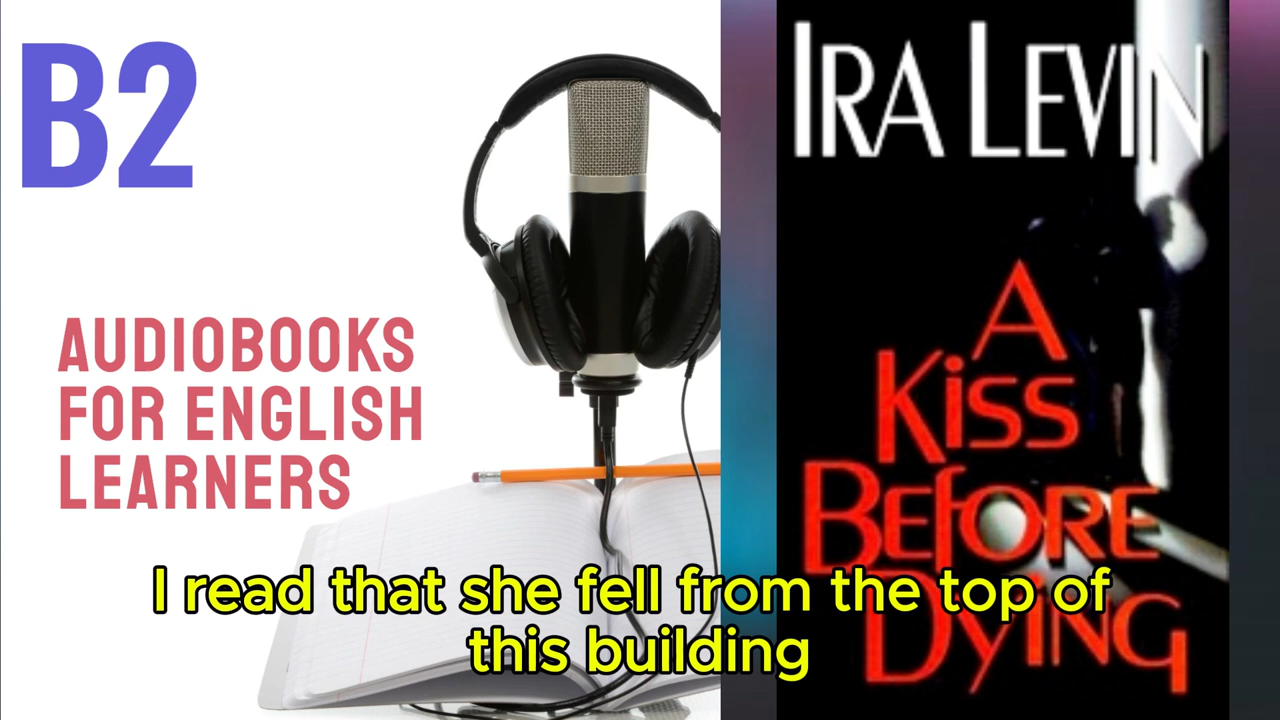 B2
AUDIOBOOKS
FOR ENGLISH
LEARNERS
IRA LEVIN
A
KISS
BEFORE
DYING
I read that she fell from the top of
this building